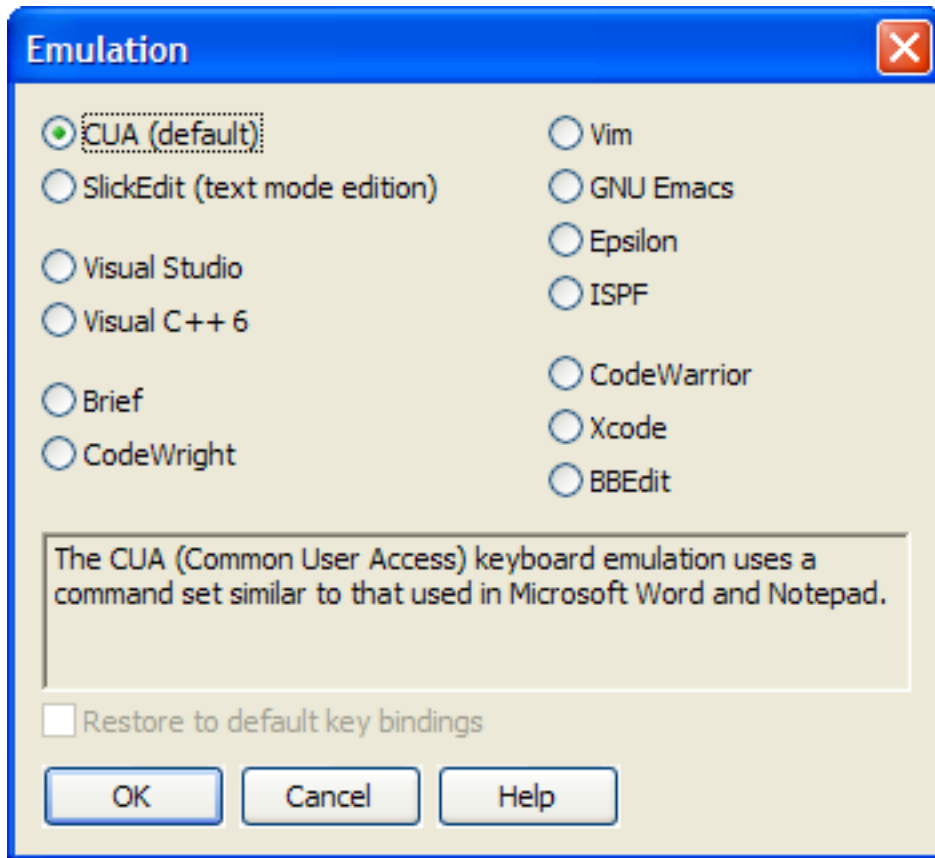 Emulation
CUA (default)
SlickEdit (text mode edition)
Visual Studio
Visual C++ 6
Brief
CodeWright
Vim
GNU Emacs
Epsilon
ISPF
CodeWarrior
Xcode
BBEdit
The CUA (Common User Access) keyboard emulation uses a
command set similar to that used in Microsoft Word and Notepad.
Restore to default key bindings
OK
Cancel
Help